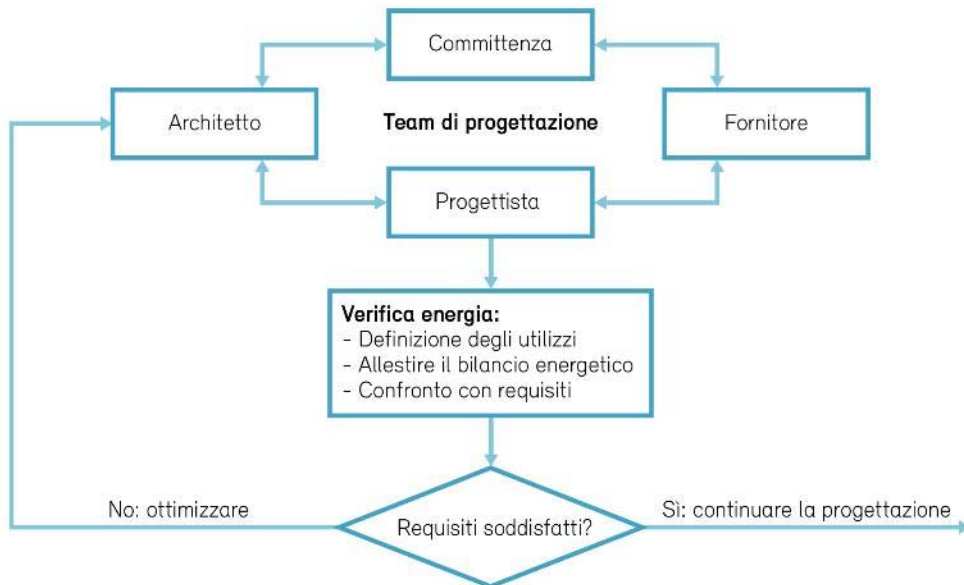 Committenza
Architetto
Team di progettazione
Fornitore
Progettista
Verifica energia:
- Definizione degli utilizzi
- Allestire il bilancio energetico
- Confronto con requisiti
No: ottimizzare
Requisiti soddisfatti?
Sì: continuare la progettazione